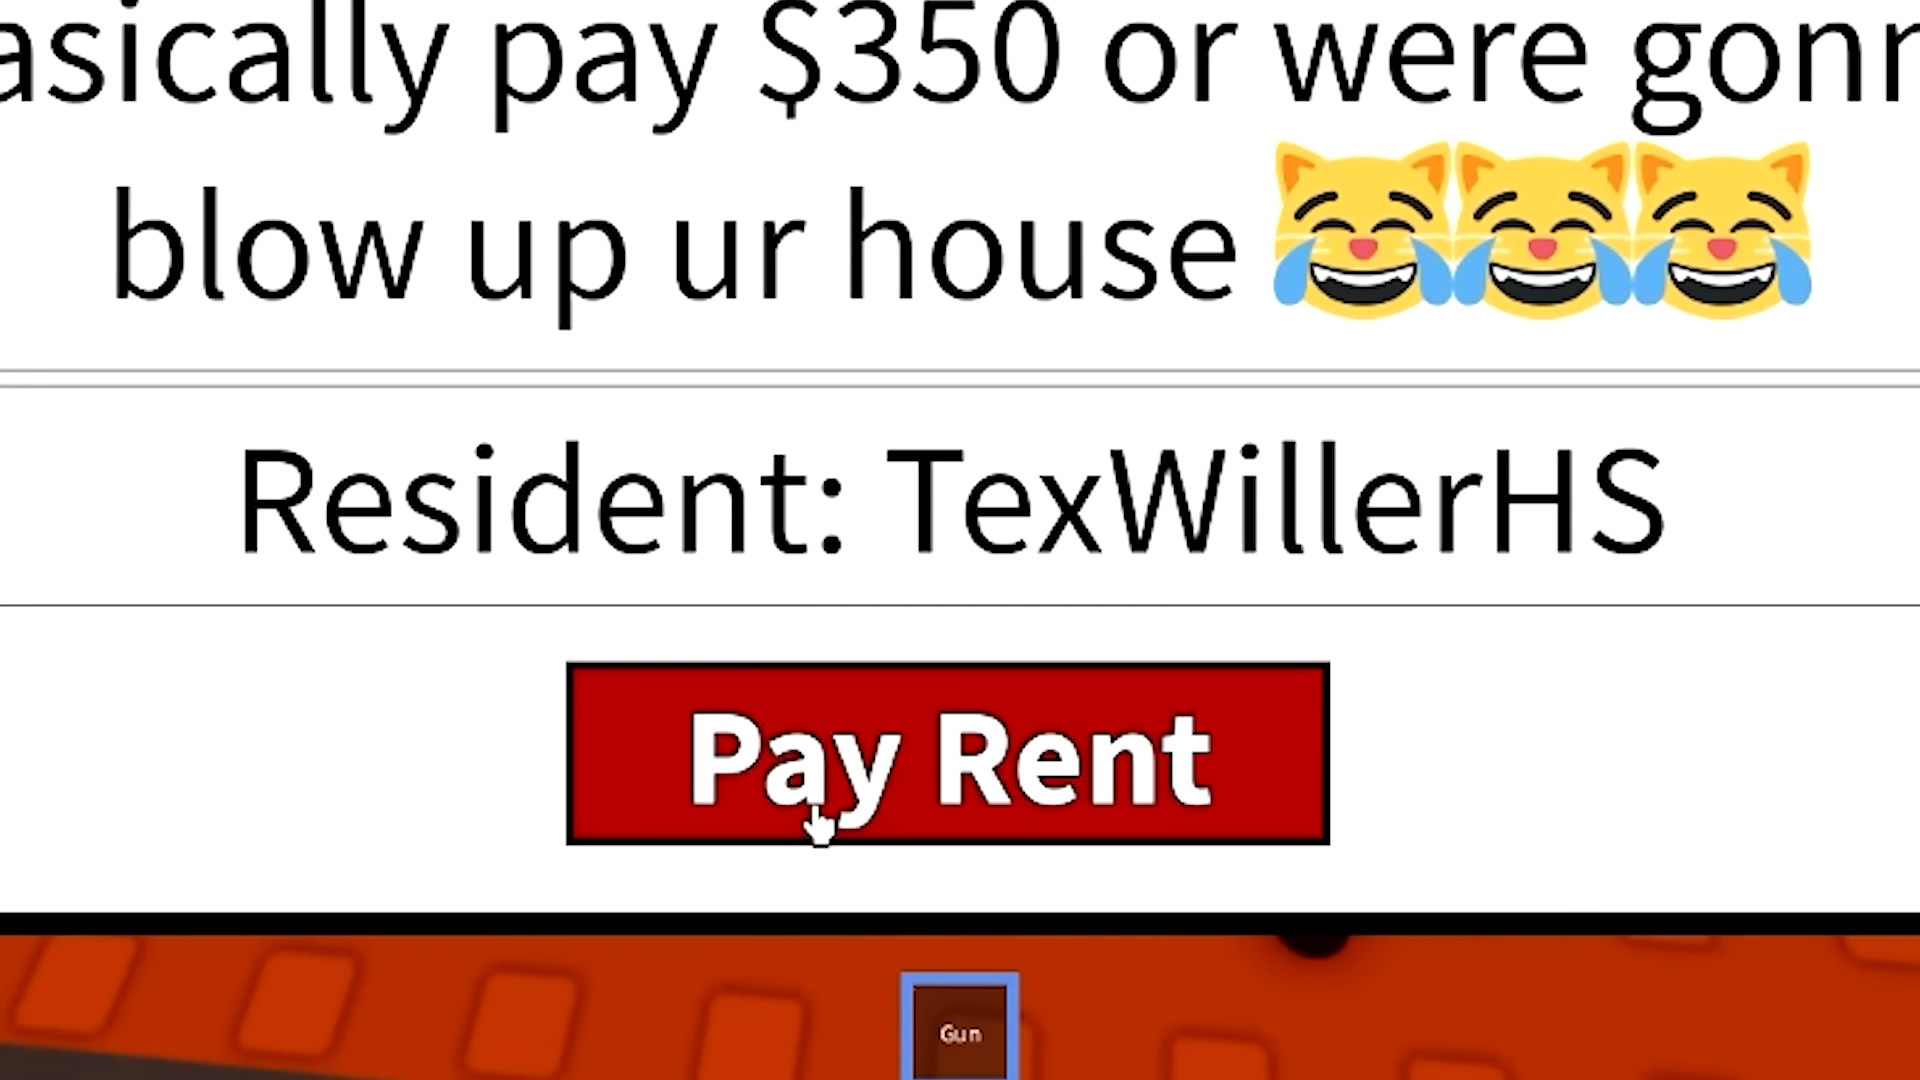 asically pay $350 or were gonn
blow up ur house 😹😹😹
Resident: TexWillerHS
Pay Rent
Gun